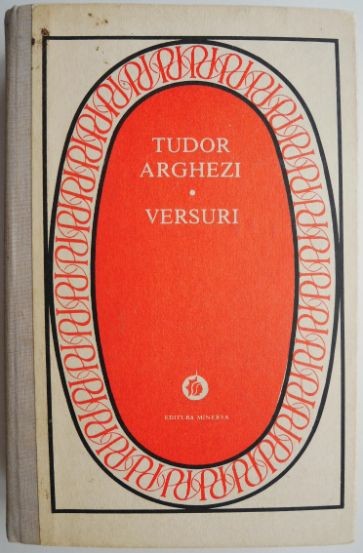 TUDOR
ARGHEZI
•
VERSURI
EDITURA MINERVA